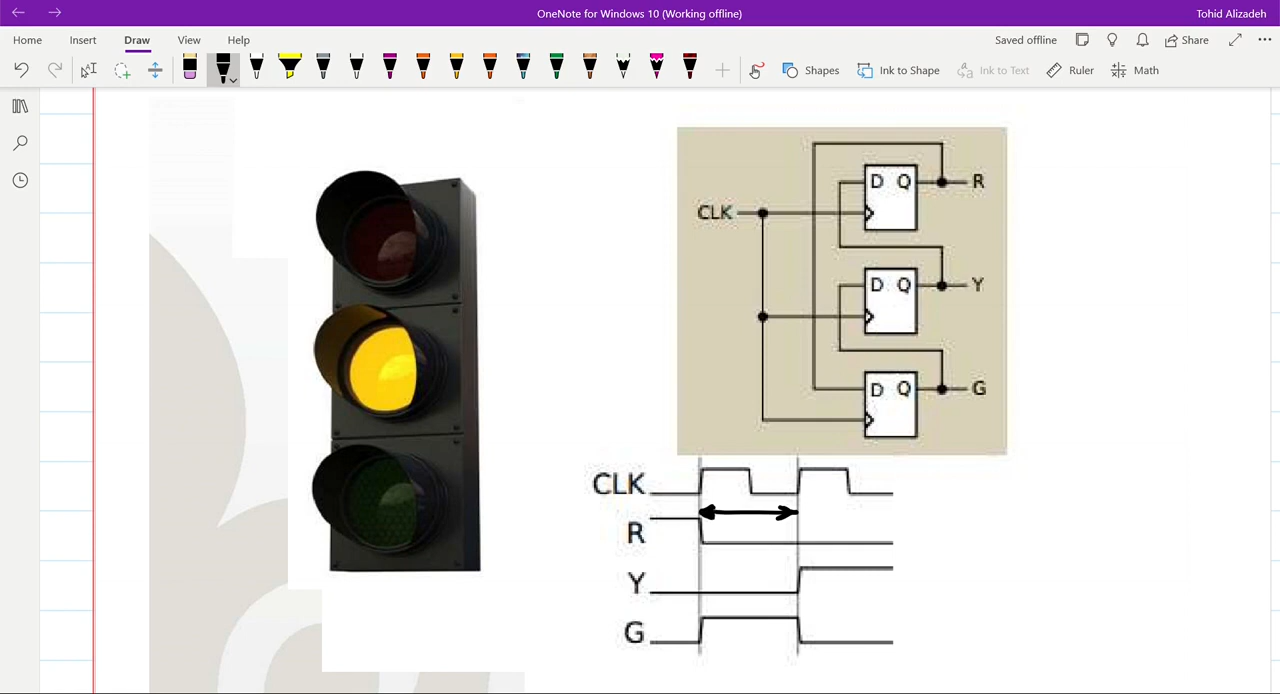 OneNote for Windows 10 (Working offline)
Tohid Alizadeh
Home Insert Draw View Help
Saved offline
Share
Shapes
Ink to Shape
Ink to Text
Ruler
Math
D Q
R
CLK
D Q
Y
D Q
G
CLK
R
Y
G